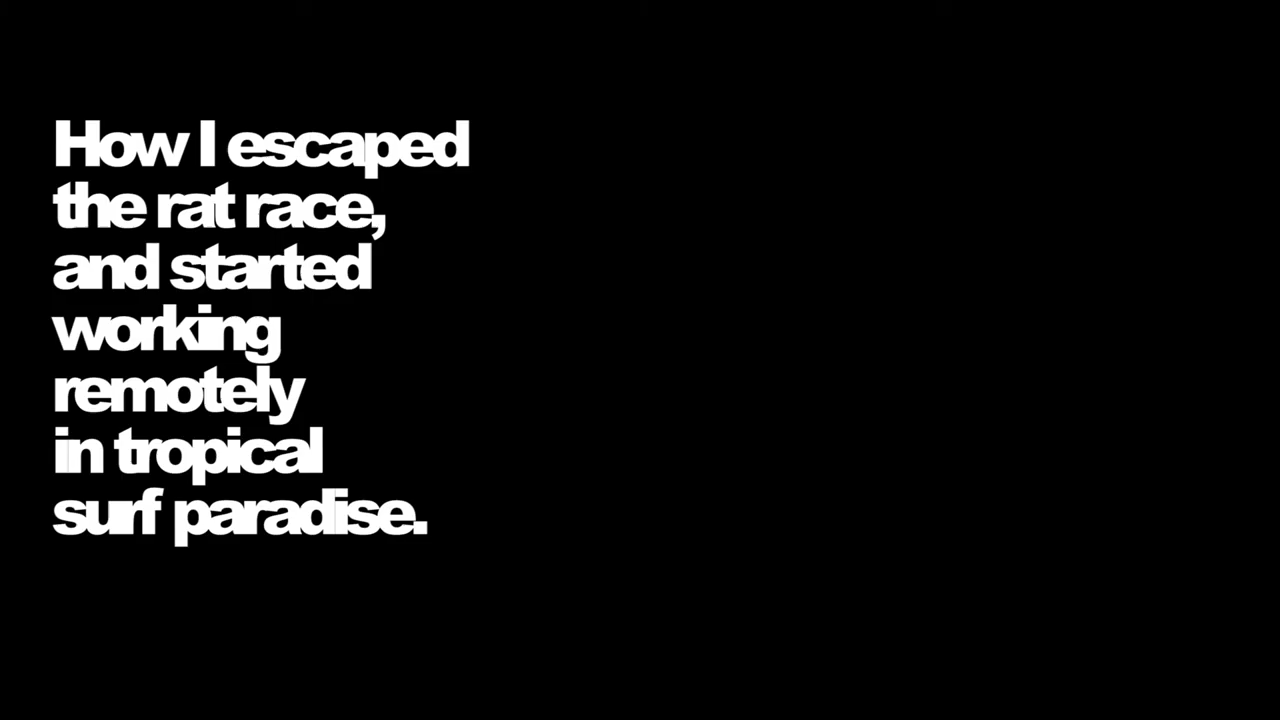 How I escaped
the rat race,
and started
working
remotely
in tropical
surf paradise.